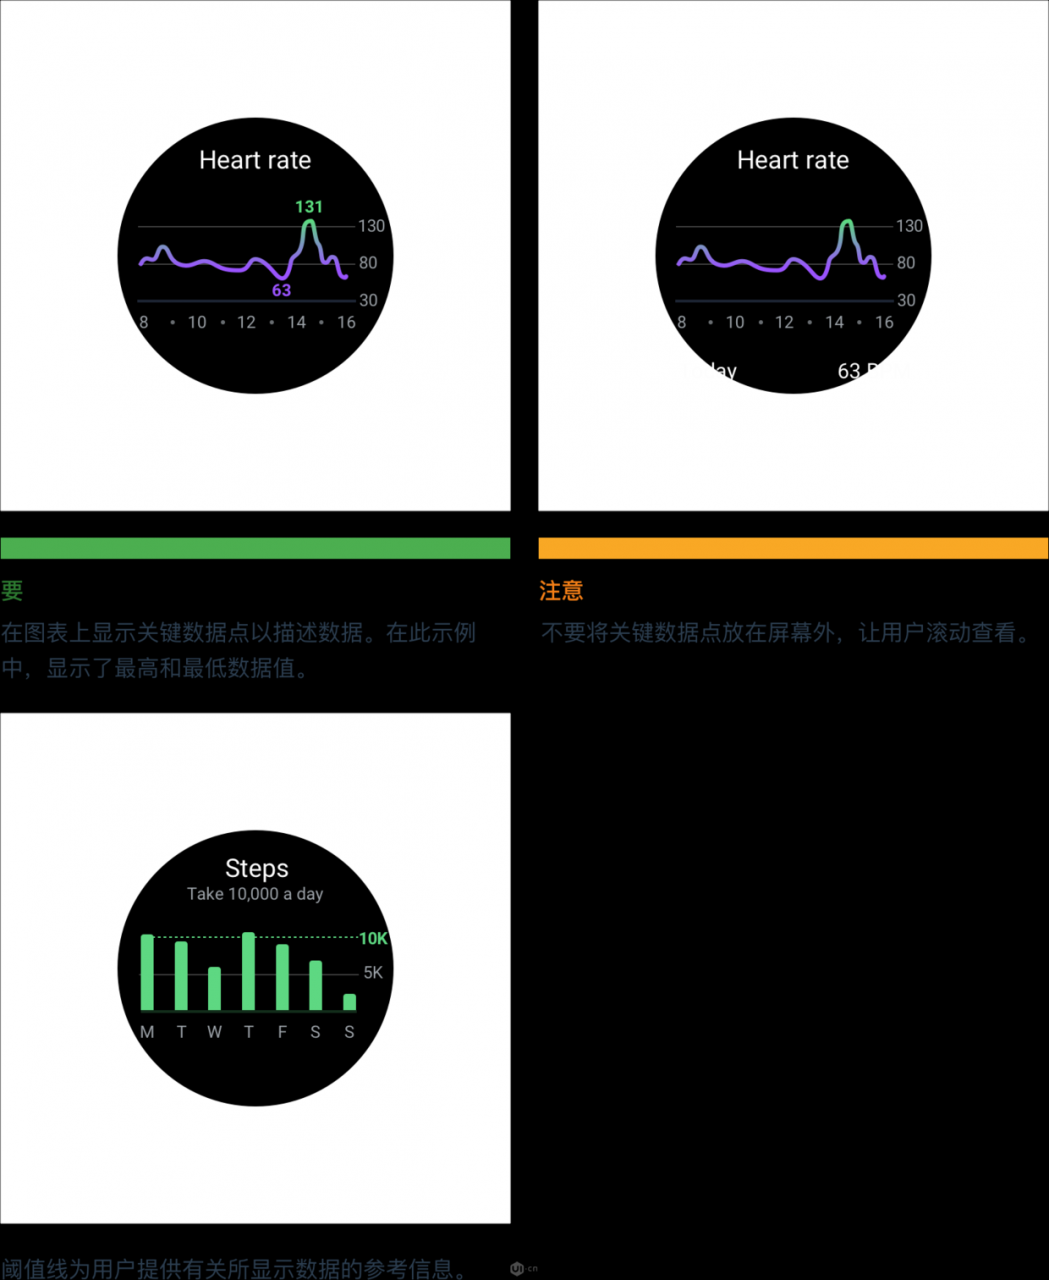 Heart rate
131
130
80
63
30
8 • 10 • 12 • 14 • 16
Heart rate
130
80
30
8 • 10 • 12 • 14 • 16
63
要
在图表上显示关键数据点以描述数据。在此示例
中，显示了最高和最低数据值。
注意
不要将关键数据点放在屏幕外，让用户滚动查看。
Steps
Take 10,000 a day
10K
5K
M T W T F S S
阈值线为用户提供有关所显示数据的参考信息。
UI·cn